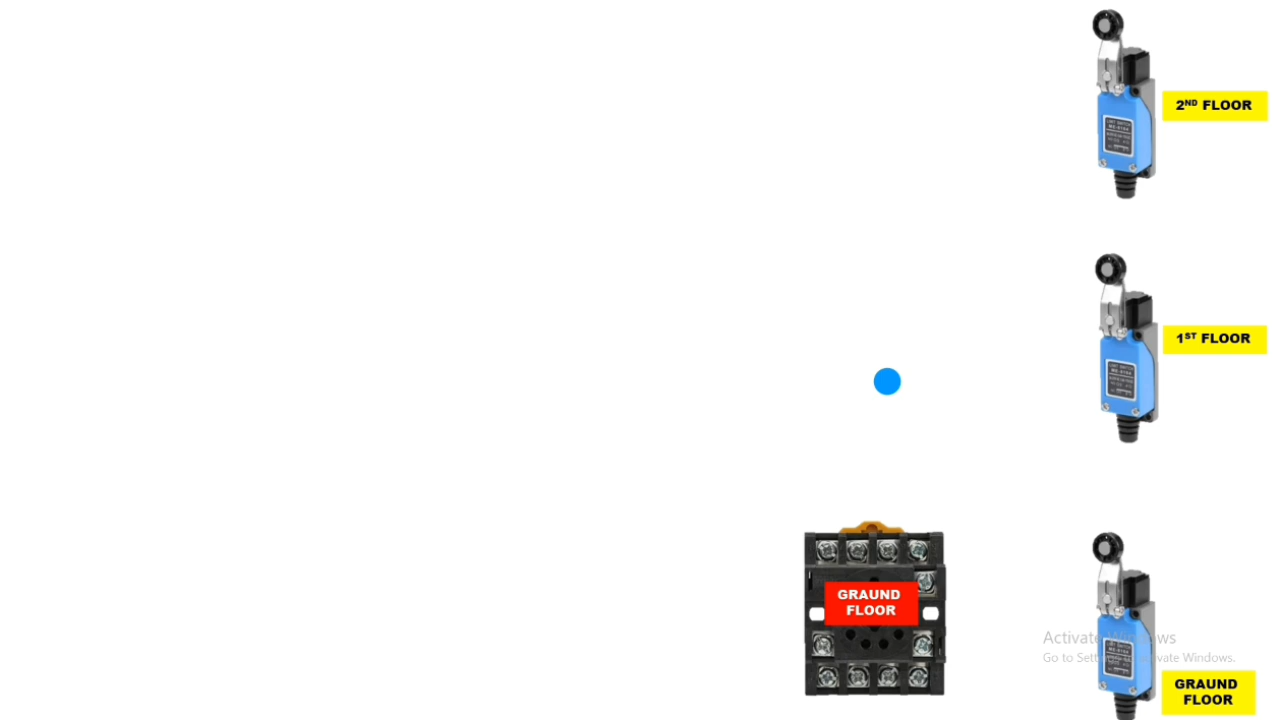 2ND FLOOR
1ST FLOOR
GRAUND
FLOOR
Activate Windows
Go to Settings to activate Windows.
GRAUND
FLOOR